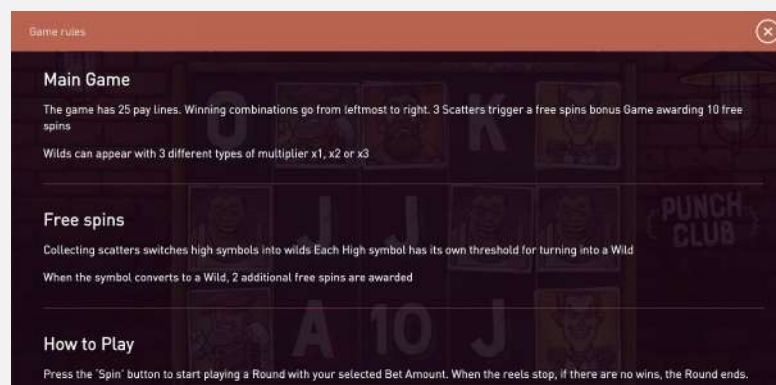 Game rules
Main Game
The game has 25 pay lines. Winning combinations go from leftmost to right. 3 Scatters trigger a free spins bonus Game awarding 10 free
spins
Wilds can appear with 3 different types of multiplier x1, x2 or x3
K
Free spins
J J
PUNCH
CLUB
Collecting scatters switches high symbols into wilds Each High symbol has its own threshold for turning into a Wild
When the symbol converts to a Wild, 2 additional free spins are awarded
A 10 J
How to Play
Press the 'Spin' button to start playing a Round with your selected Bet Amount. When the reels stop, if there are no wins, the Round ends.